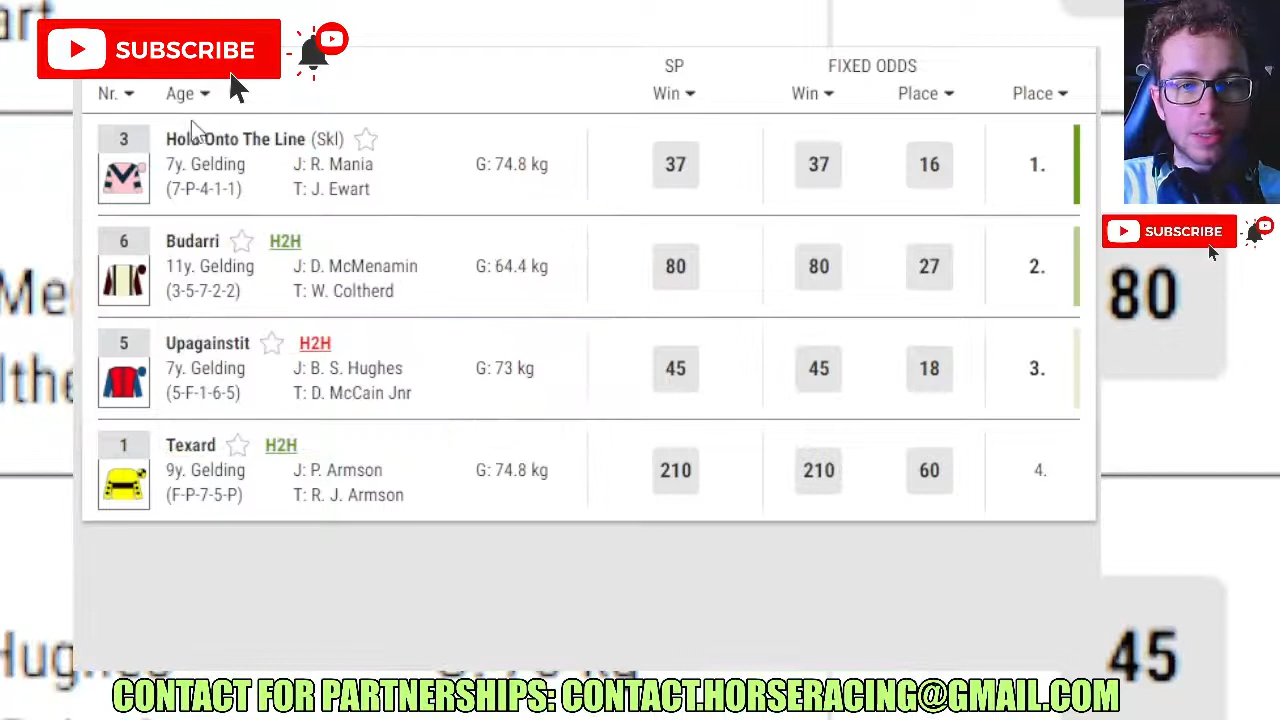 SUBSCRIBE
SP
FIXED ODDS
Nr. Age Win Win Place Place
3 Hold Onto The Line (Skl)
7y. Gelding J: R. Mania G: 74.8 kg 37 37 16 1.
(7-P-4-1-1) T: J. Ewart
SUBSCRIBE
6 Budarri H2H
11y. Gelding J: D. McMenamin G: 64.4 kg 80 80 27 2.
(3-5-7-2-2) T: W. Coltherd
80
5 Upagainstit H2H
7y. Gelding J: B. S. Hughes G: 73 kg 45 45 18 3.
(5-F-1-6-5) T: D. McCain Jnr
1 Texard H2H
9y. Gelding J: P. Armson G: 74.8 kg 210 210 60 4.
(F-P-7-5-P) T: R. J. Armson
45
CONTACT FOR PARTNERSHIPS: CONTACT.HORSERACING@GMAIL.COM